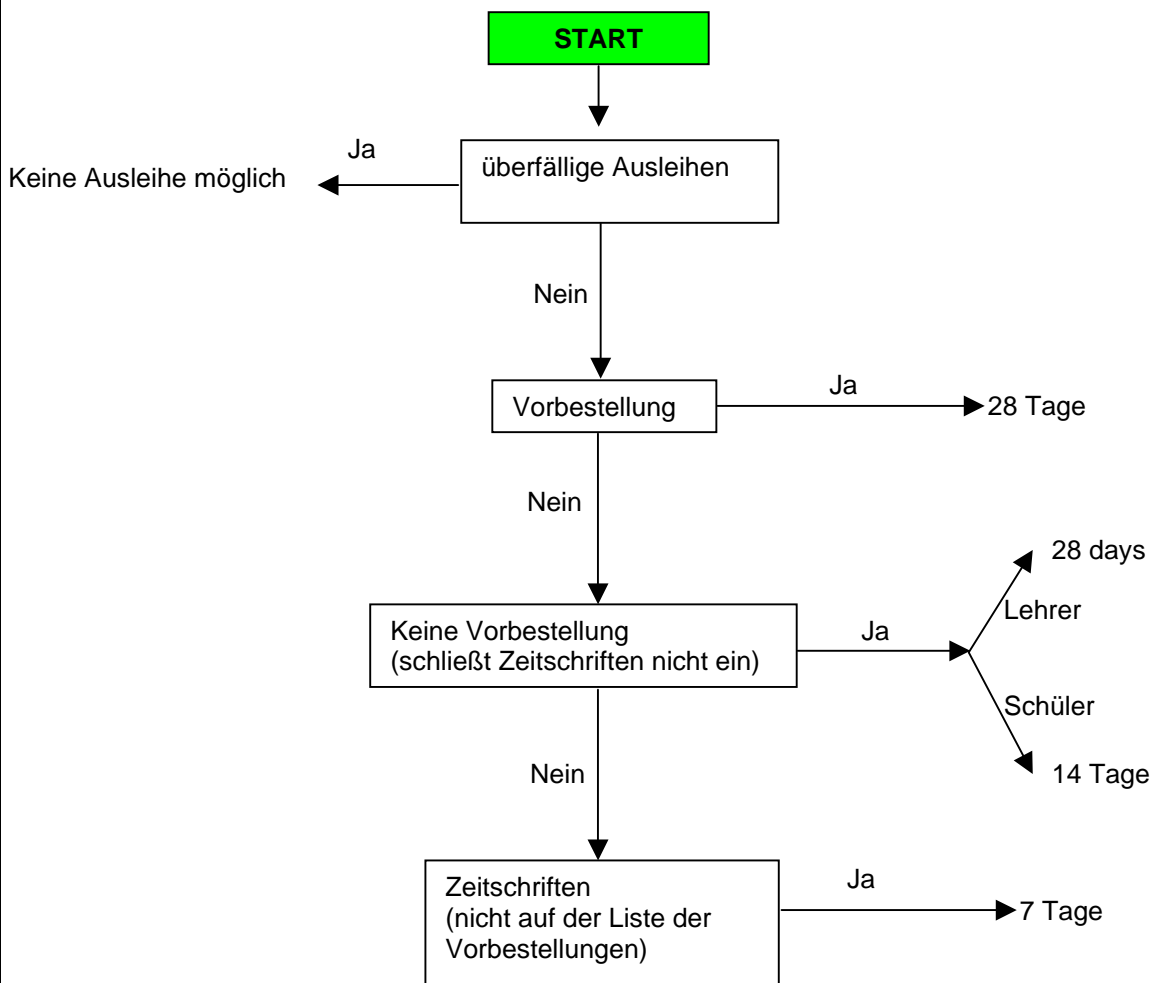 START
Ja
überfällige Ausleihen
Keine Ausleihe möglich
Nein
Ja
Vorbestellung
28 Tage
Nein
28 days
Lehrer
Keine Vorbestellung
Ja
(schließt Zeitschriften nicht ein)
Schüler
Nein
14 Tage
Zeitschriften
Ja
(nicht auf der Liste der
7 Tage
Vorbestellungen)